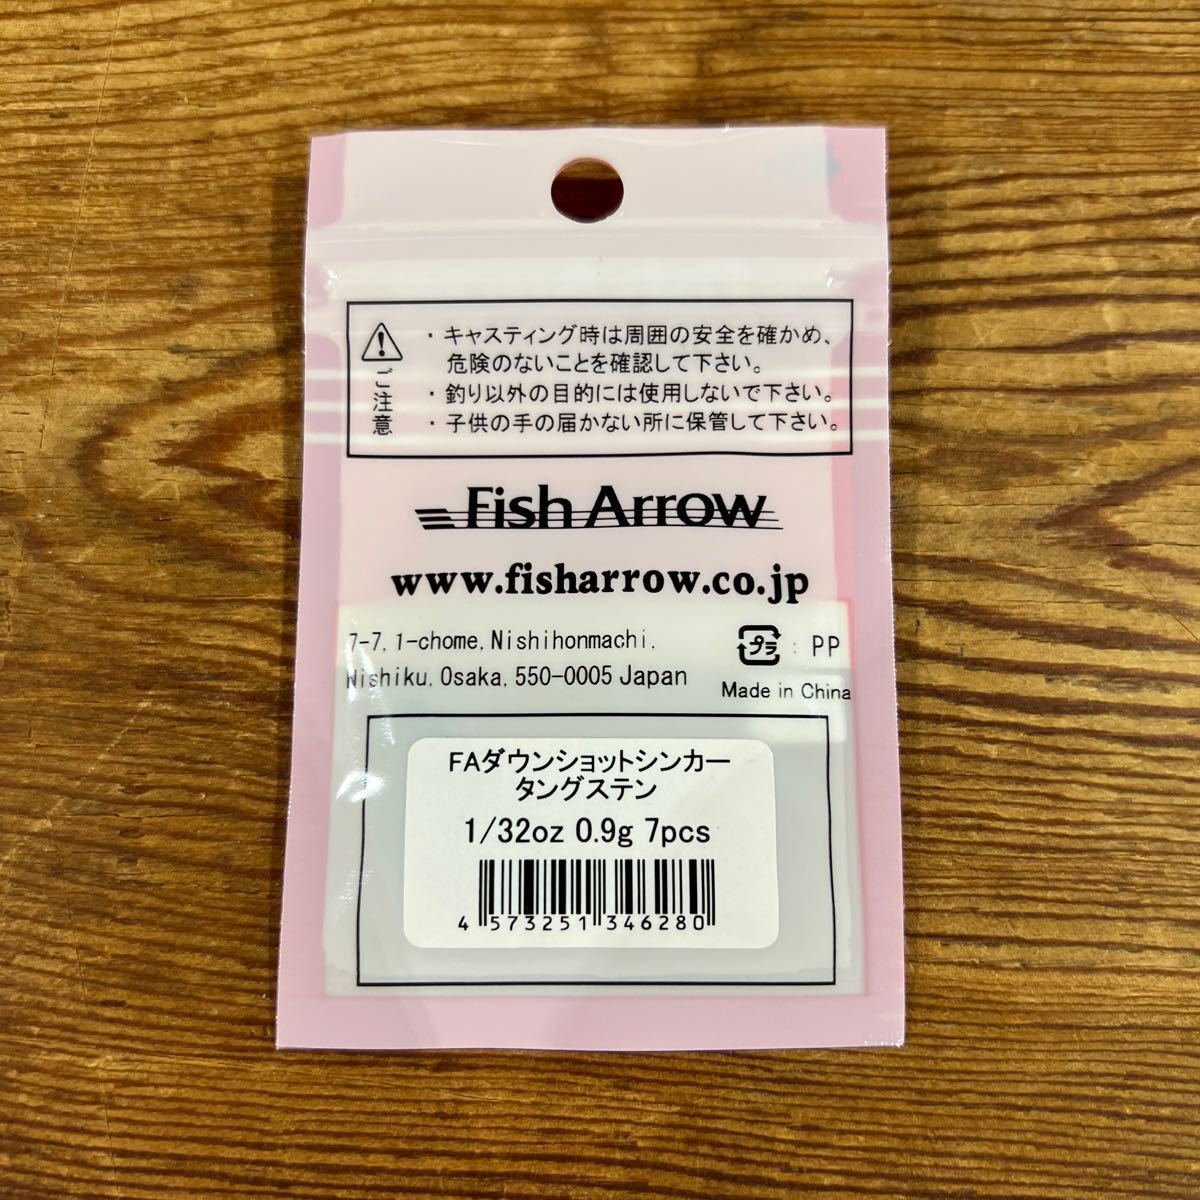 ご注意
・キャスティング時は周囲の安全を確かめ、
危険のないことを確認して下さい。
・釣り以外の目的には使用しないで下さい。
・子供の手の届かない所に保管して下さい。
Fish Arrow
www.fisharrow.co.jp
7-7, 1-chome, Nishihonmachi,
Nishiku, Osaka, 550-0005 Japan
プラ : PP
Made in China
FAダウンショットシンカー
タングステン
1/32oz 0.9g 7pcs
4 573251 346280